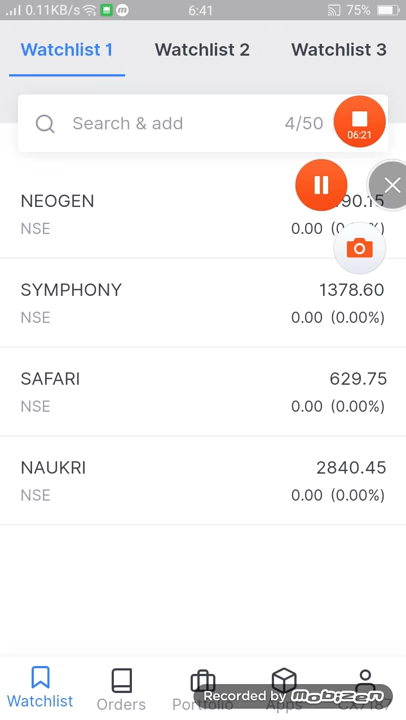 0.11KB/s 6:41 75%
Watchlist 1 Watchlist 2 Watchlist 3
Search & add 4/50
06:21
NEOGEN
NSE 0.00
SYMPHONY 1378.60
NSE 0.00 (0.00%)
SAFARI 629.75
NSE 0.00 (0.00%)
NAUKRI 2840.45
NSE 0.00 (0.00%)
Watchlist Orders Portfolio Apps
Recorded by mobizen